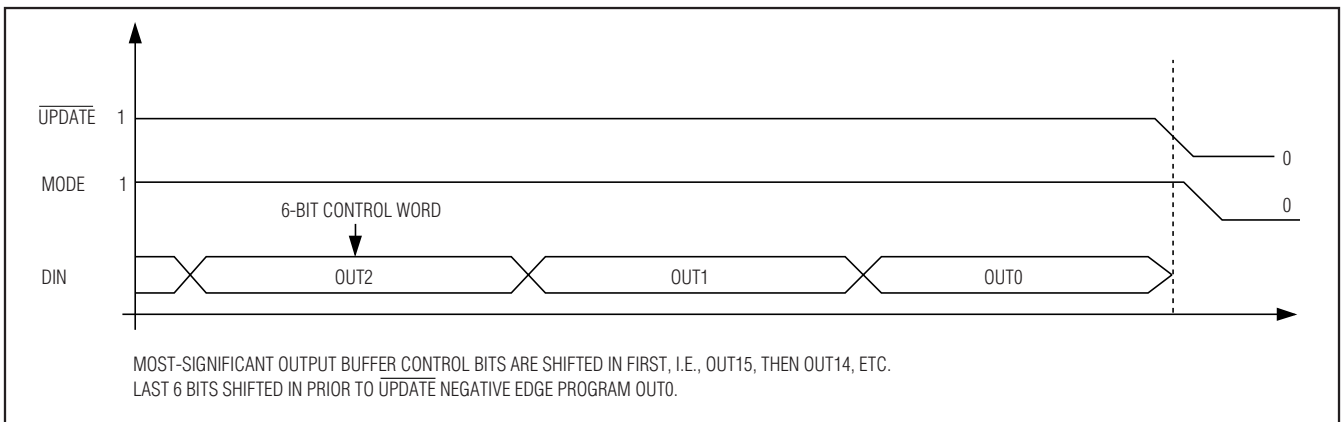 UPDATE 1
0
MODE 1
0
6-BIT CONTROL WORD
DIN OUT2 OUT1 OUT0
MOST-SIGNIFICANT OUTPUT BUFFER CONTROL BITS ARE SHIFTED IN FIRST, I.E., OUT15, THEN OUT14, ETC.
LAST 6 BITS SHIFTED IN PRIOR TO UPDATE NEGATIVE EDGE PROGRAM OUT0.